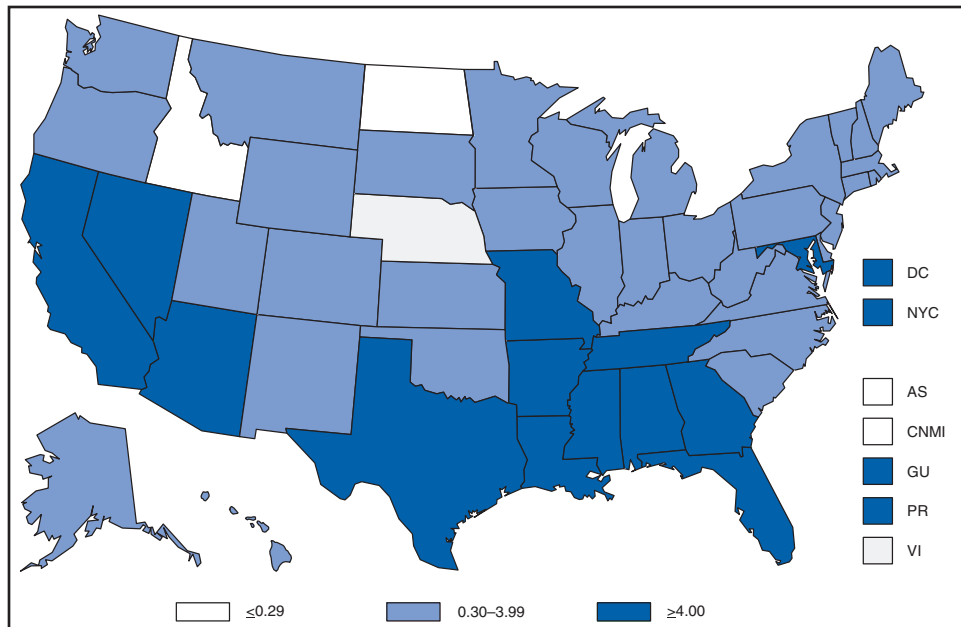 DC
NYC
AS
CNMI
GU
PR
VI
≤0.29
0.30–3.99
≥4.00